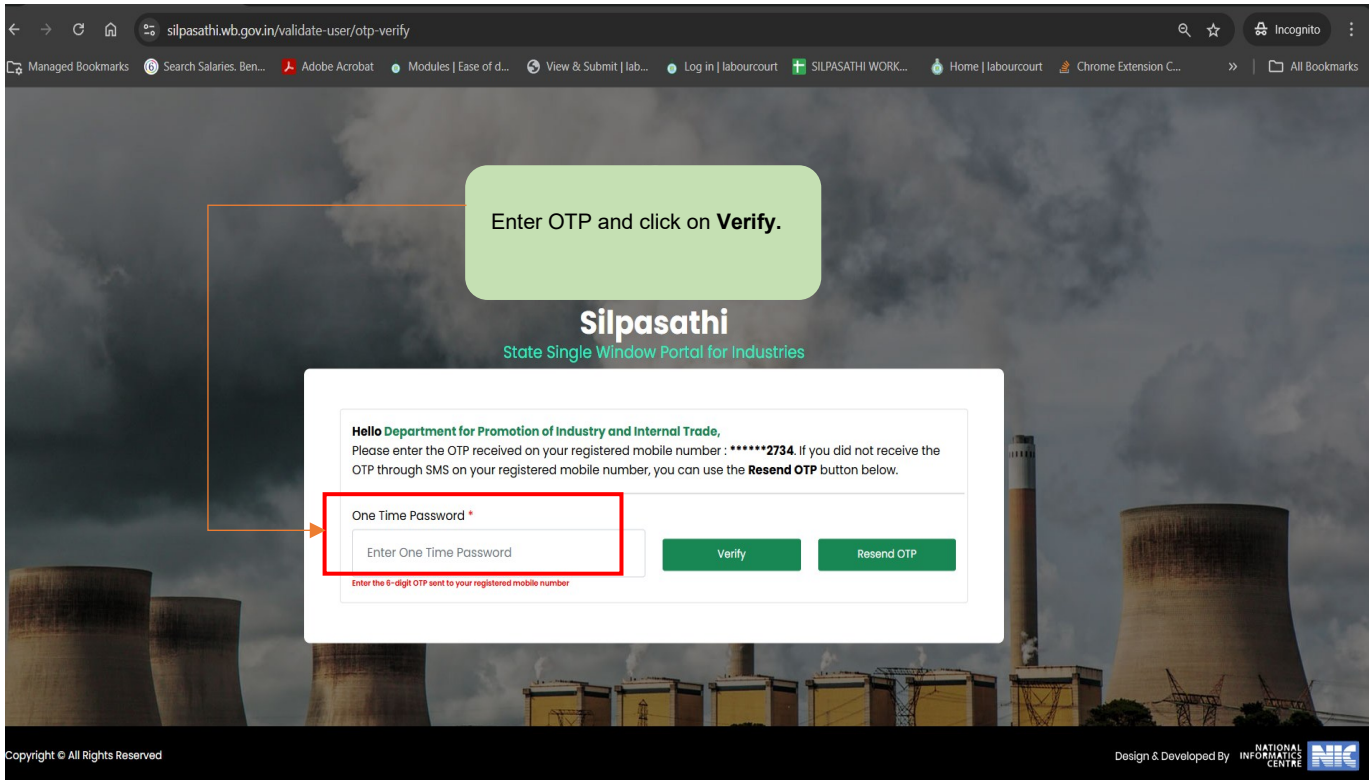 silpasathi.wb.gov.in/validate-user/otp-verify
Incognito
Managed Bookmarks
Search Salaries. Ben...
Adobe Acrobat
Modules | Ease of d...
View & Submit | lab...
Log in | labourcourt
SILPASATHI WORK...
Home | labourcourt
Chrome Extension C...
»
All Bookmarks
Enter OTP and click on Verify.
Silpasathi
State Single Window Portal for Industries
Hello Department for Promotion of Industry and Internal Trade,
Please enter the OTP received on your registered mobile number : ******2734. If you did not receive the
OTP through SMS on your registered mobile number, you can use the Resend OTP button below.
One Time Password *
Enter One Time Password
Verify
Resend OTP
Enter the 6-digit OTP sent to your registered mobile number
Copyright © All Rights Reserved
Design & Developed By
NATIONAL
INFORMATICS
CENTRE
NIC